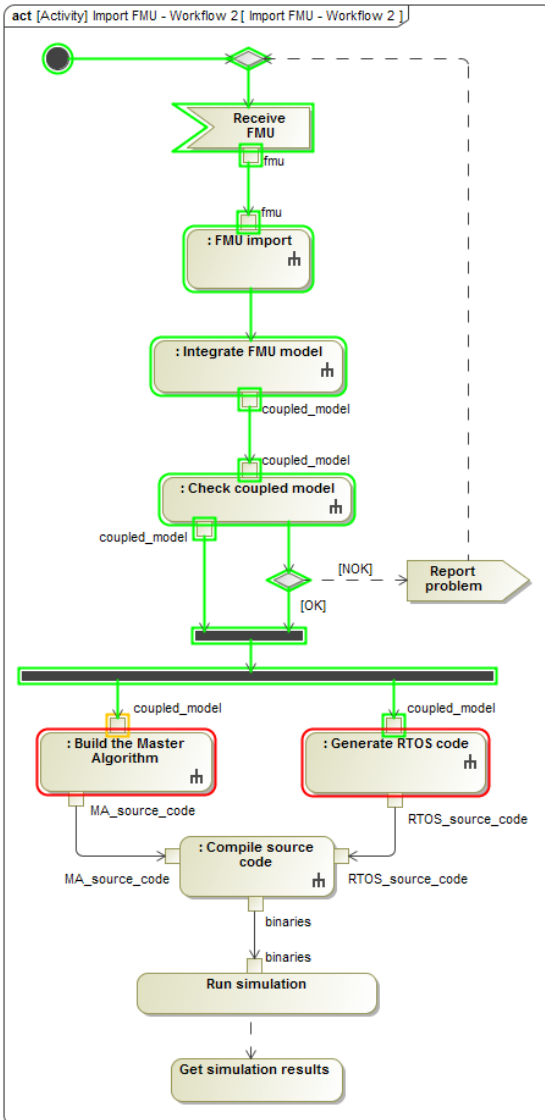 act [Activity] Import FMU - Workflow 2 [ Import FMU - Workflow 2 ]
Receive
FMU
fmu
fmu
: FMU import
: Integrate FMU model
coupled_model
coupled_model
: Check coupled model
coupled_model
[NOK]
Report
problem
[OK]
coupled_model
coupled_model
: Build the Master
Algorithm
: Generate RTOS code
MA_source_code
RTOS_source_code
: Compile source
code
MA_source_code
RTOS_source_code
binaries
binaries
Run simulation
Get simulation results